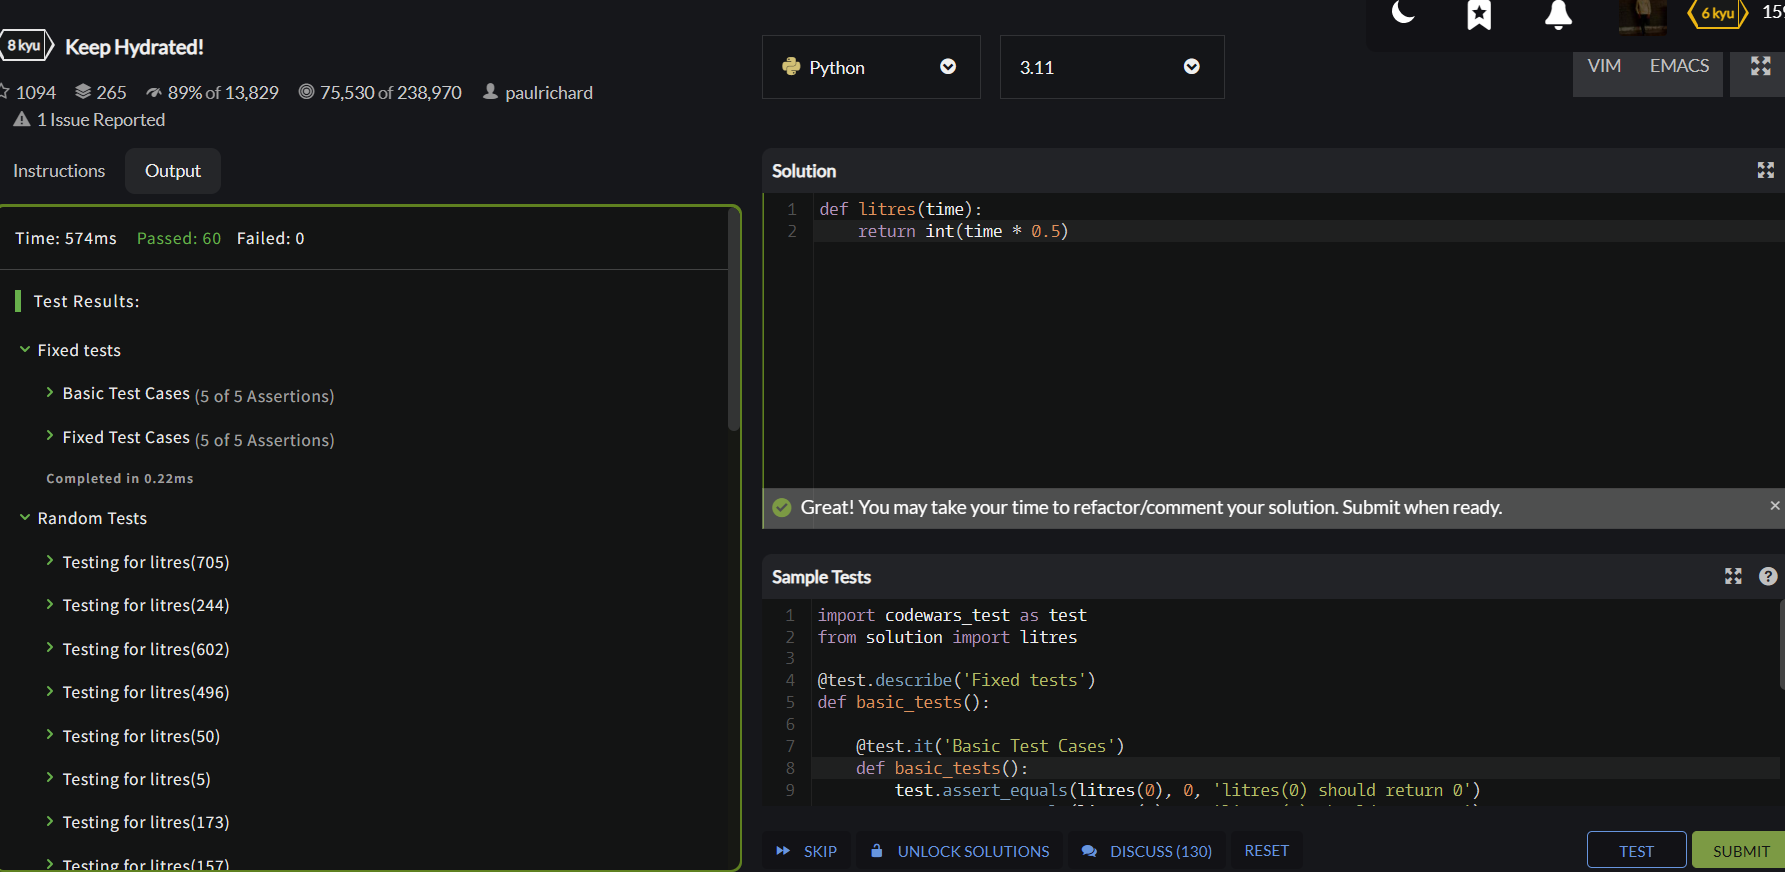 8 kyu Keep Hydrated!
1094 265 89% of 13,829 75,530 of 238,970 paulrichard
1 Issue Reported
Instructions Output
Time: 574ms Passed: 60 Failed: 0
Test Results:
Fixed tests
Basic Test Cases (5 of 5 Assertions)
Fixed Test Cases (5 of 5 Assertions)
Completed in 0.22ms
Random Tests
Testing for litres(705)
Testing for litres(244)
Testing for litres(602)
Testing for litres(496)
Testing for litres(50)
Testing for litres(5)
Testing for litres(173)
Testing for litres(157)
6 kyu 159
Python 3.11 VIM EMACS
Solution
1 def litres(time):
2 return int(time * 0.5)
Great! You may take your time to refactor/comment your solution. Submit when ready.
Sample Tests
1 import codewars_test as test
2 from solution import litres
3
4 @test.describe('Fixed tests')
5 def basic_tests():
6
7 @test.it('Basic Test Cases')
8 def basic_tests():
9 test.assert_equals(litres(0), 0, 'litres(0) should return 0')
SKIP UNLOCK SOLUTIONS DISCUSS (130) RESET TEST SUBMIT